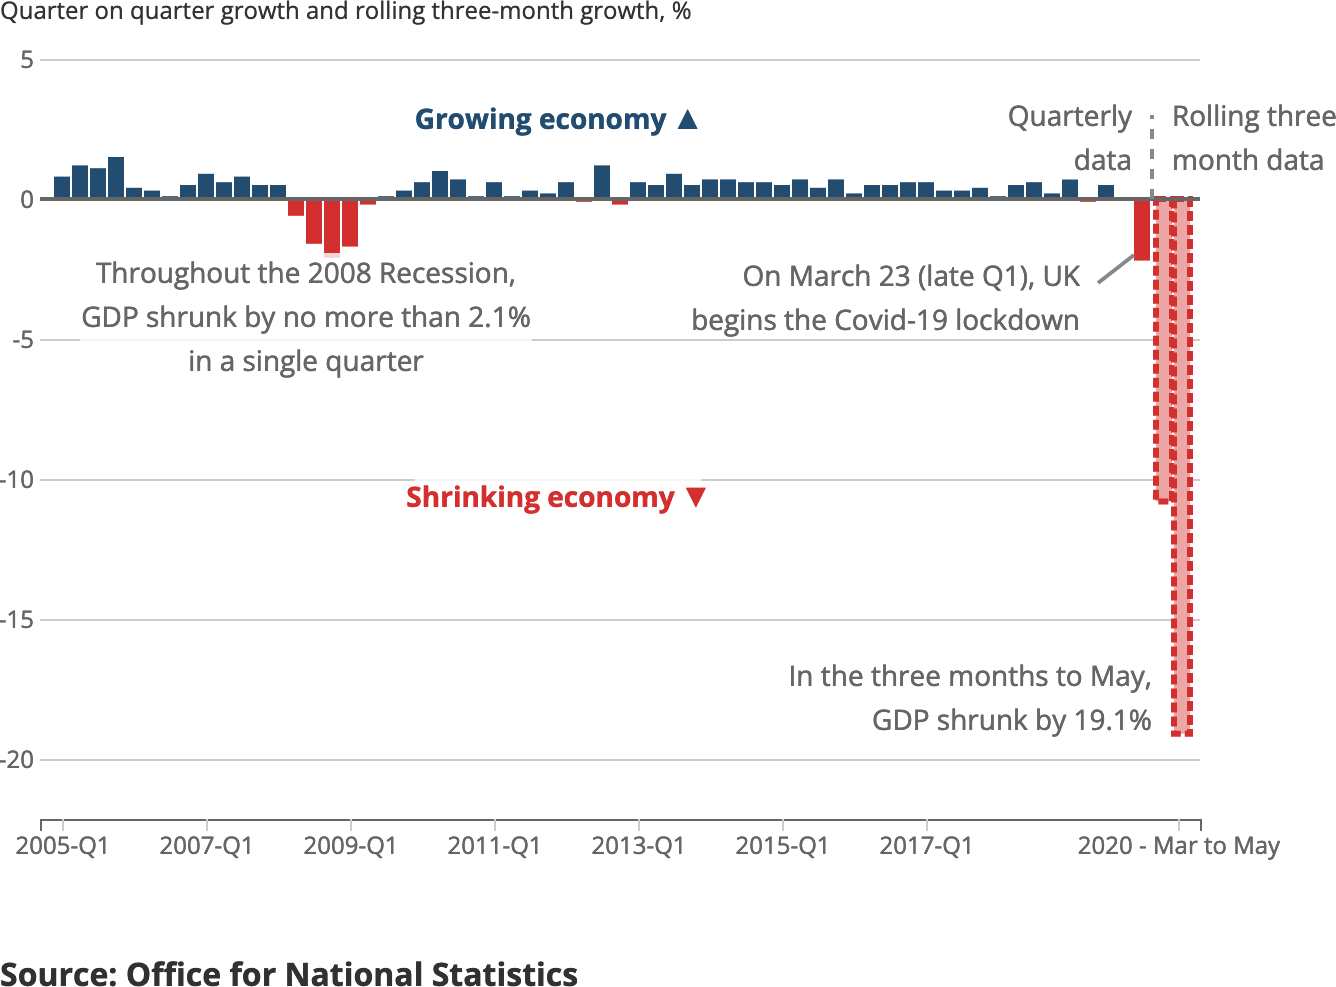 Quarter on quarter growth and rolling three-month growth, %
5
Growing economy ▲
Quarterly
data
Rolling three
month data
0
Throughout the 2008 Recession,
GDP shrunk by no more than 2.1%
in a single quarter
On March 23 (late Q1), UK
begins the Covid-19 lockdown
-5
-10
Shrinking economy ▼
-15
In the three months to May,
GDP shrunk by 19.1%
-20
2005-Q1
2007-Q1
2009-Q1
2011-Q1
2013-Q1
2015-Q1
2017-Q1
2020 - Mar to May
Source: Office for National Statistics